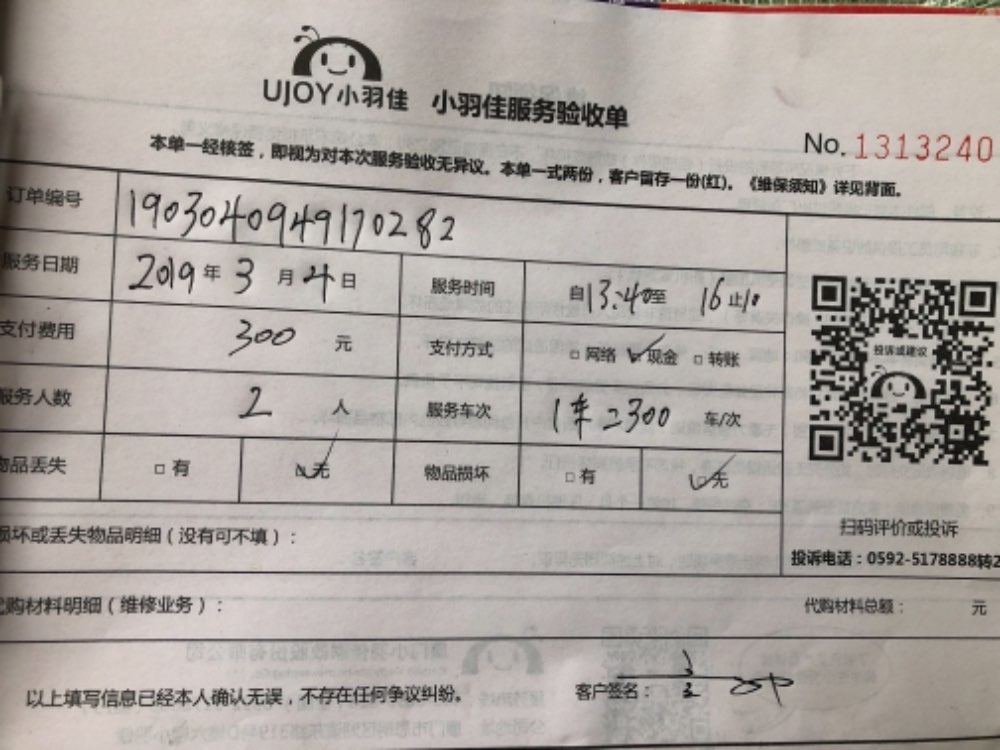 UJOY小羽佳 小羽佳服务验收单
No. 1313240
本单一经核签，即视为对本次服务验收无异议。本单一式两份，客户留存一份(红)。《维保须知》详见背面。
订单编号 1903040949170282
服务日期 2019年3月4日 服务时间 自13:40至16止10
支付费用 300 元 支付方式 □网络 ☑现金 □转账
服务人数 2 人 服务车次 1车=300 车/次
物品丢失 □有 ☑无 物品损坏 □有 ☑无
投诉或建议
损坏或丢失物品明细（没有可不填）：
扫码评价或投诉
投诉电话：0592-5178888转2
代购材料明细（维修业务）：
代购材料总额： 元
以上填写信息已经本人确认无误，不存在任何争议纠纷。
客户签名：